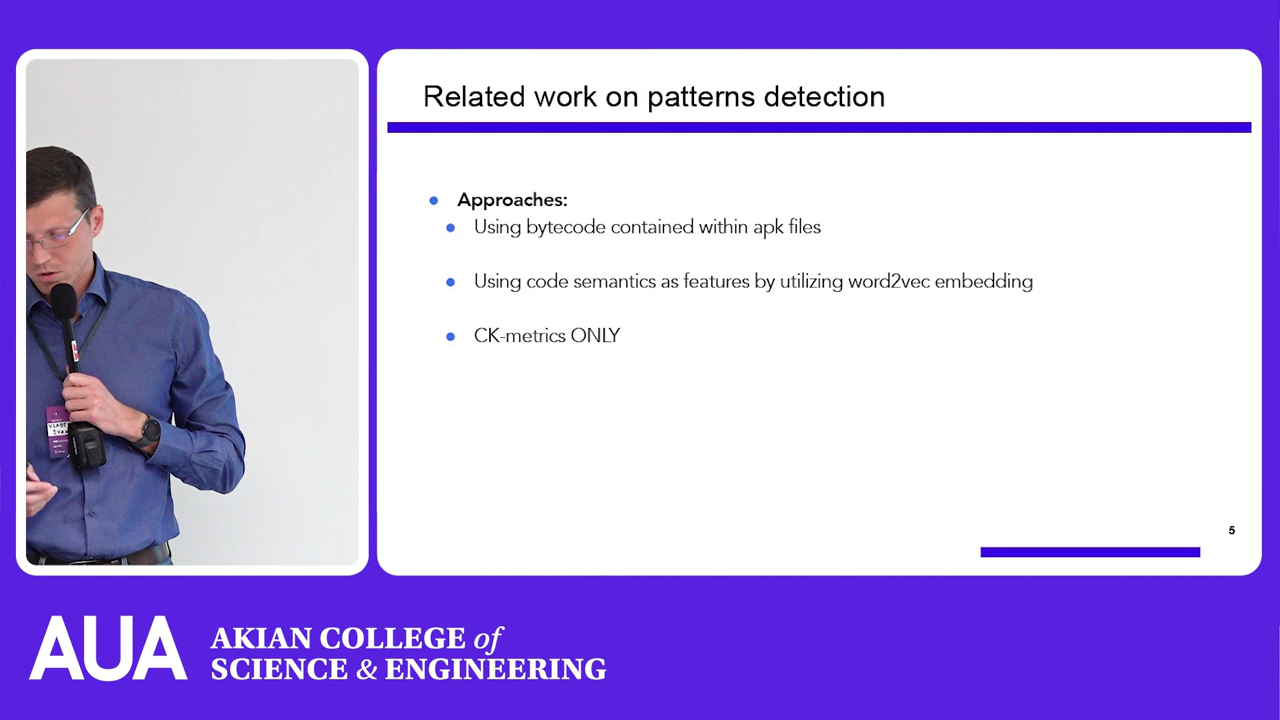 Related work on patterns detection
Approaches:
Using bytecode contained within apk files
Using code semantics as features by utilizing word2vec embedding
CK-metrics ONLY
5
AUA
AKIAN COLLEGE of
SCIENCE & ENGINEERING